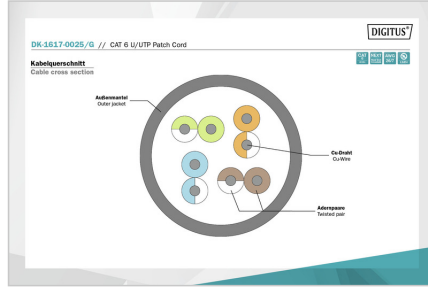 DIGITUS®
DK-1617-0025/G // CAT 6 U/UTP Patch Cord
Kabelquerschnitt
Cable cross section
Außenmantel
Outer jacket
Cu-Draht
Cu-Wire
Adernpaare
Twisted pair